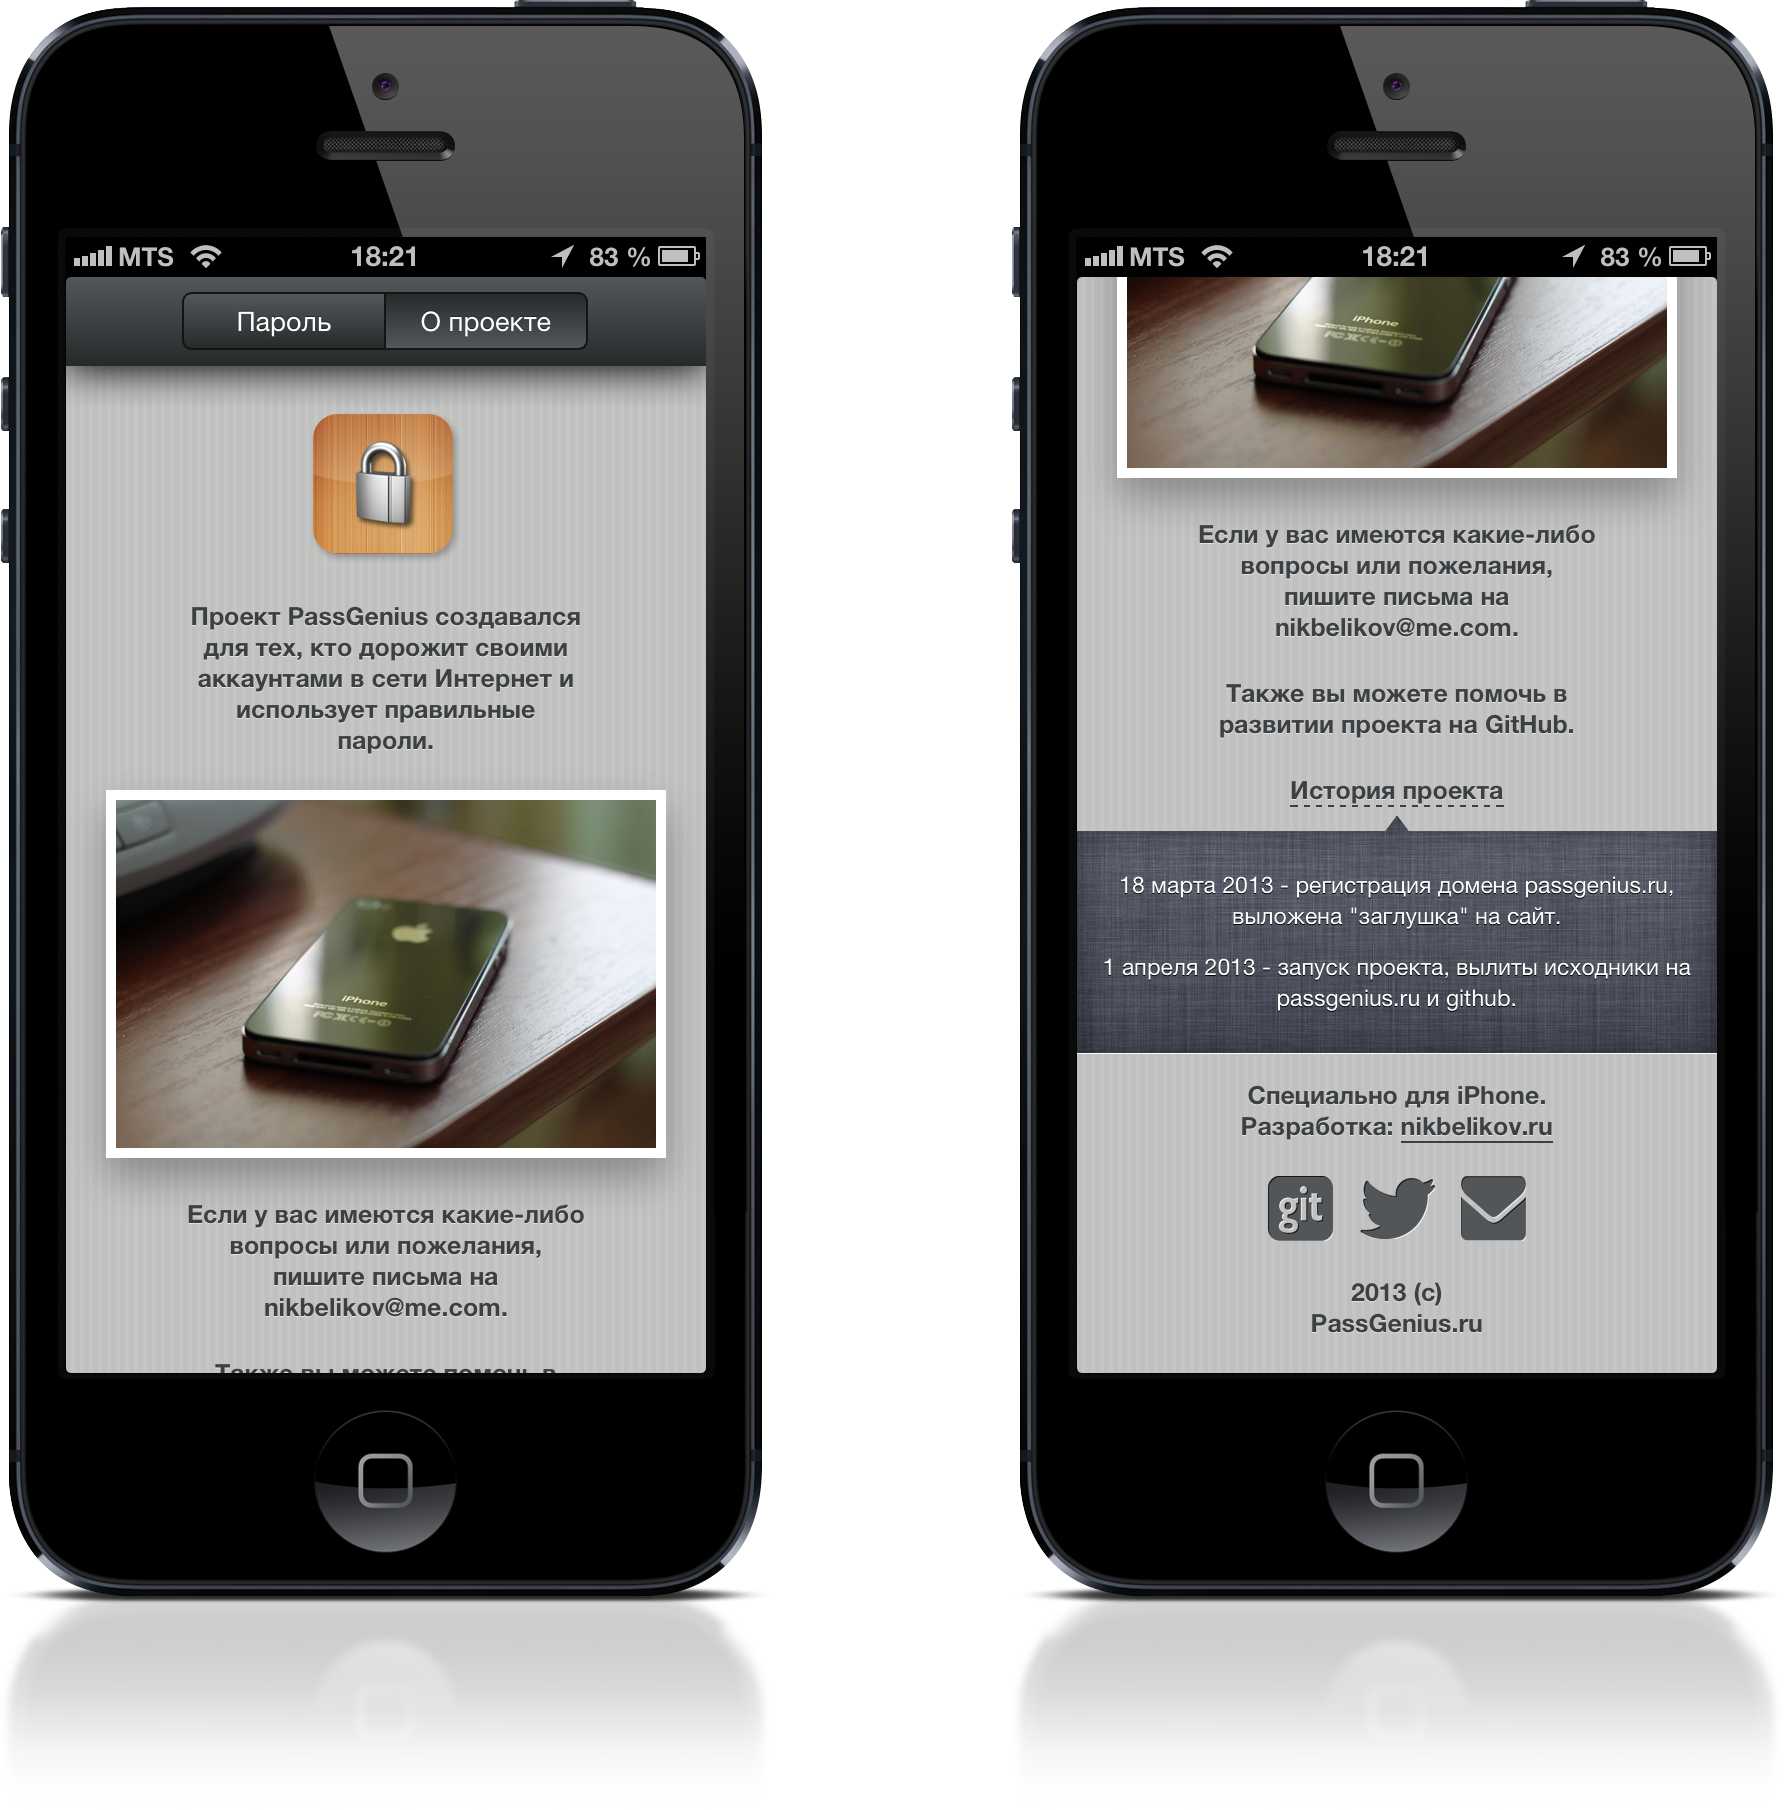 MTS 18:21 83 %
Пароль О проекте
Проект PassGenius создавался
для тех, кто дорожит своими
аккаунтами в сети Интернет и
использует правильные
пароли.
iPhone
Если у вас имеются какие-либо
вопросы или пожелания,
пишите письма на
nikbelikov@me.com.
Также вы можете помочь в
MTS 18:21 83 %
iPhone
Если у вас имеются какие-либо
вопросы или пожелания,
пишите письма на
nikbelikov@me.com.
Также вы можете помочь в
развитии проекта на GitHub.
История проекта
18 марта 2013 - регистрация домена passgenius.ru,
выложена "заглушка" на сайт.
1 апреля 2013 - запуск проекта, вылиты исходники на
passgenius.ru и github.
Специально для iPhone.
Разработка: nikbelikov.ru
git
2013 (c)
PassGenius.ru